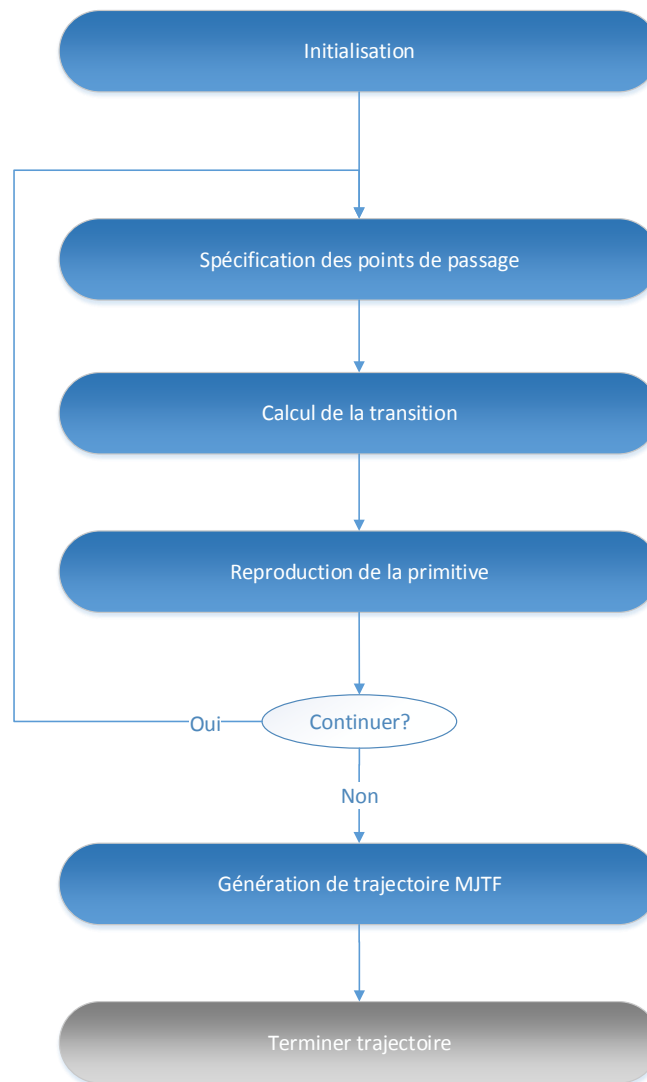 Initialisation
Spécification des points de passage
Calcul de la transition
Reproduction de la primitive
Continuer?
Oui
Non
Génération de trajectoire MJTF
Terminer trajectoire